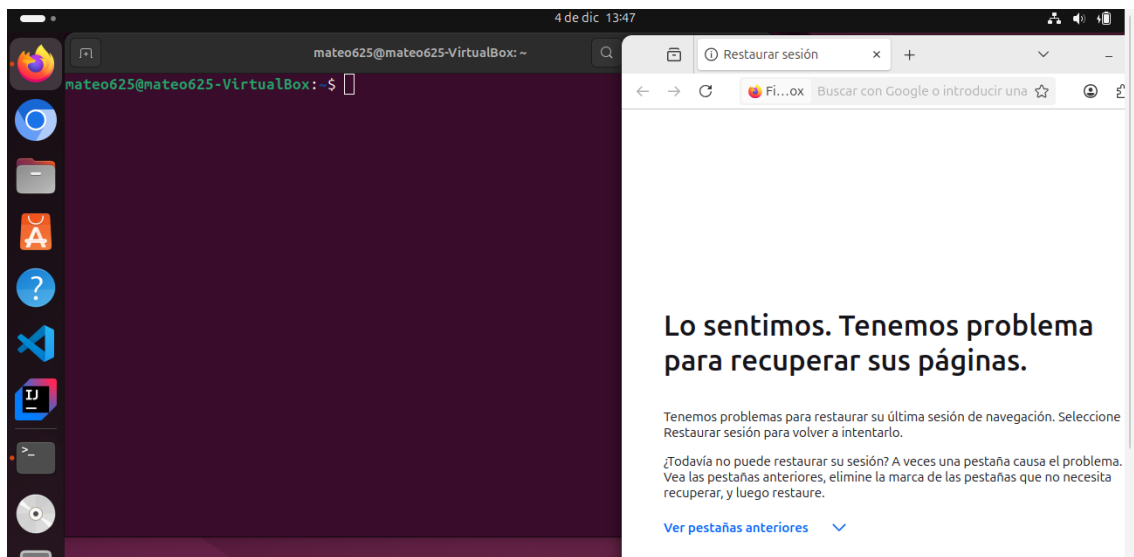 4 de dic 13:47
mateo625@mateo625-VirtualBox: ~
Restaurar sesión
mateo625@mateo625-VirtualBox:~$
Fi…ox Buscar con Google o introducir una
Lo sentimos. Tenemos problema
para recuperar sus páginas.
Tenemos problemas para restaurar su última sesión de navegación. Seleccione
Restaurar sesión para volver a intentarlo.
¿Todavía no puede restaurar su sesión? A veces una pestaña causa el problema.
Vea las pestañas anteriores, elimine la marca de las pestañas que no necesita
recuperar, y luego restaure.
Ver pestañas anteriores
IJ